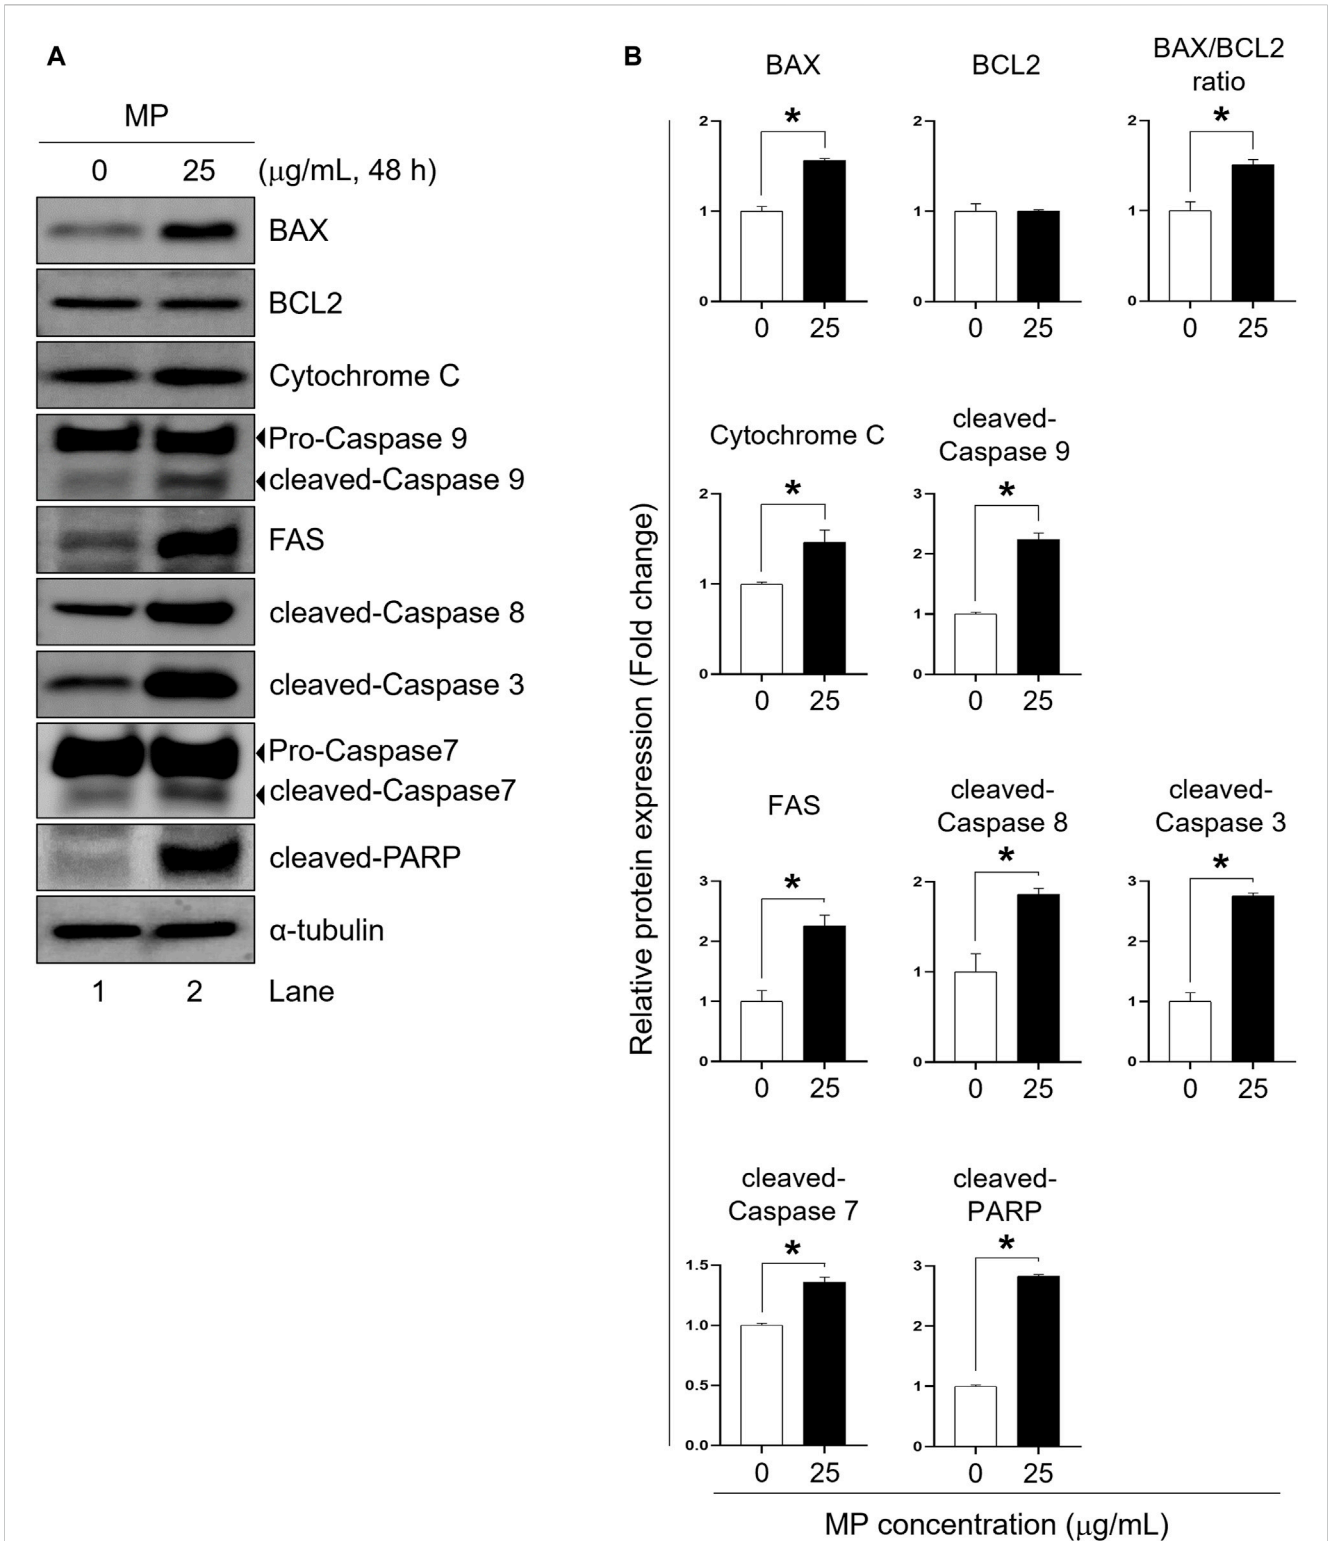 A
MP
0 25 (μg/mL, 48 h)
BAX
BCL2
Cytochrome C
Pro-Caspase 9
cleaved-Caspase 9
FAS
cleaved-Caspase 8
cleaved-Caspase 3
Pro-Caspase7
cleaved-Caspase7
cleaved-PARP
α-tubulin
1 2 Lane
B
Relative protein expression (Fold change)
BAX
*
2
1
0
0 25
BCL2
2
1
0
0 25
BAX/BCL2
ratio
*
2
1
0
0 25
Cytochrome C
*
2
1
0
0 25
cleaved-
Caspase 9
*
3
2
1
0
0 25
FAS
*
3
2
1
0
0 25
cleaved-
Caspase 8
*
2
1
0
0 25
cleaved-
Caspase 3
*
3
2
1
0
0 25
cleaved-
Caspase 7
*
1.5
1.0
0.5
0.0
0 25
cleaved-
PARP
*
3
2
1
0
0 25
MP concentration (μg/mL)